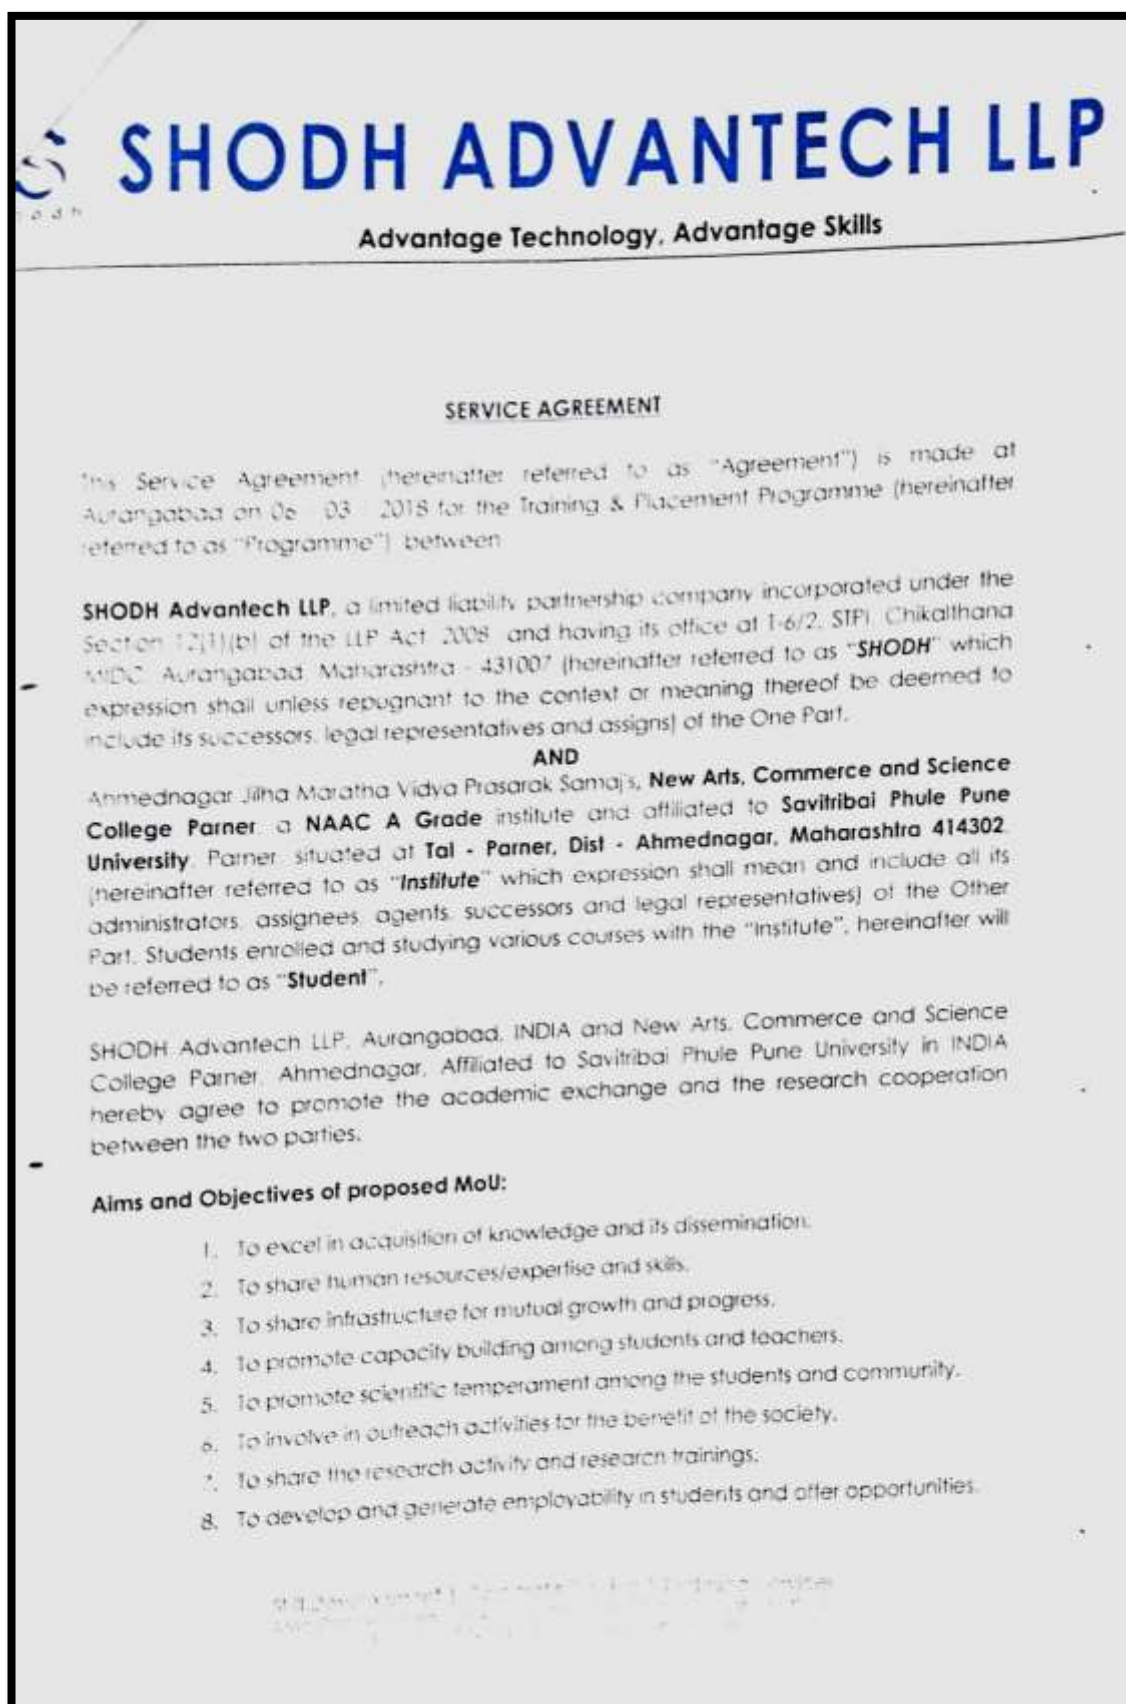 SHODH ADVANTECH LLP
Advantage Technology, Advantage Skills
SERVICE AGREEMENT
This Service Agreement (hereinafter referred to as "Agreement") is made at
Aurangabad on 06 03 2018 for the Training & Placement Programme (hereinafter
referred to as "Programme") between
SHODH Advantech LLP, a limited liability partnership company incorporated under the
Section 12(1)(b) of the LLP Act 2008 and having its office at T-6/2, STPI, Chikalthana
MIDC Aurangabad Maharashtra - 431007 (hereinafter referred to as "SHODH" which
expression shall unless repugnant to the context or meaning thereof be deemed to
include its successors, legal representatives and assigns) of the One Part.
AND
Ahmednagar Jilha Maratha Vidya Prasarak Samaj's, New Arts, Commerce and Science
College Parner a NAAC A Grade institute and affiliated to Savitribai Phule Pune
University, Parner, situated at Tal - Parner, Dist - Ahmednagar, Maharashtra 414302
(hereinafter referred to as "Institute" which expression shall mean and include all its
administrators, assignees, agents, successors and legal representatives) of the Other
Part. Students enrolled and studying various courses with the "Institute", hereinafter will
be referred to as "Student".
SHODH Advantech LLP, Aurangabad, INDIA and New Arts, Commerce and Science
College Parner, Ahmednagar, Affiliated to Savitribai Phule Pune University in INDIA
hereby agree to promote the academic exchange and the research cooperation
between the two parties.
Aims and Objectives of proposed MoU:
1. To excel in acquisition of knowledge and its dissemination.
2. To share human resources/expertise and skills.
3. To share infrastructure for mutual growth and progress.
4. To promote capacity building among students and teachers.
5. To promote scientific temperament among the students and community.
6. To involve in outreach activities for the benefit of the society.
7. To share the research activity and research trainings.
8. To develop and generate employability in students and offer opportunities.